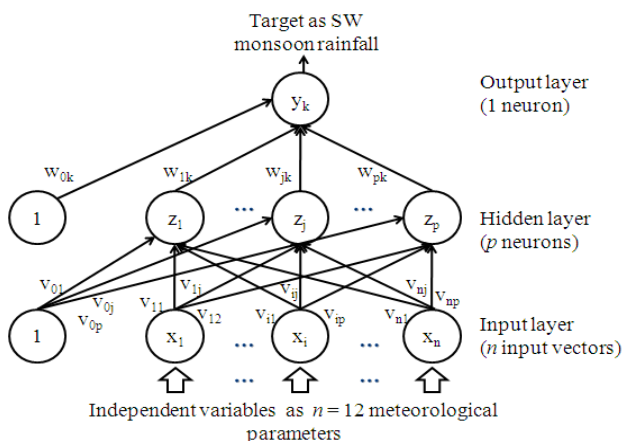 Target as SW
monsoon rainfall
Output layer
(1 neuron)
yk
w0k
w1k
wjk
wpk
1
z1
...
zj
...
zp
Hidden layer
(p neurons)
v01
v0j
v0p
v11
v1j
v12
vi1
vij
vip
vn1
vnj
vnp
1
x1
...
xi
...
xn
Input layer
(n input vectors)
...
...
Independent variables as n = 12 meteorological
parameters